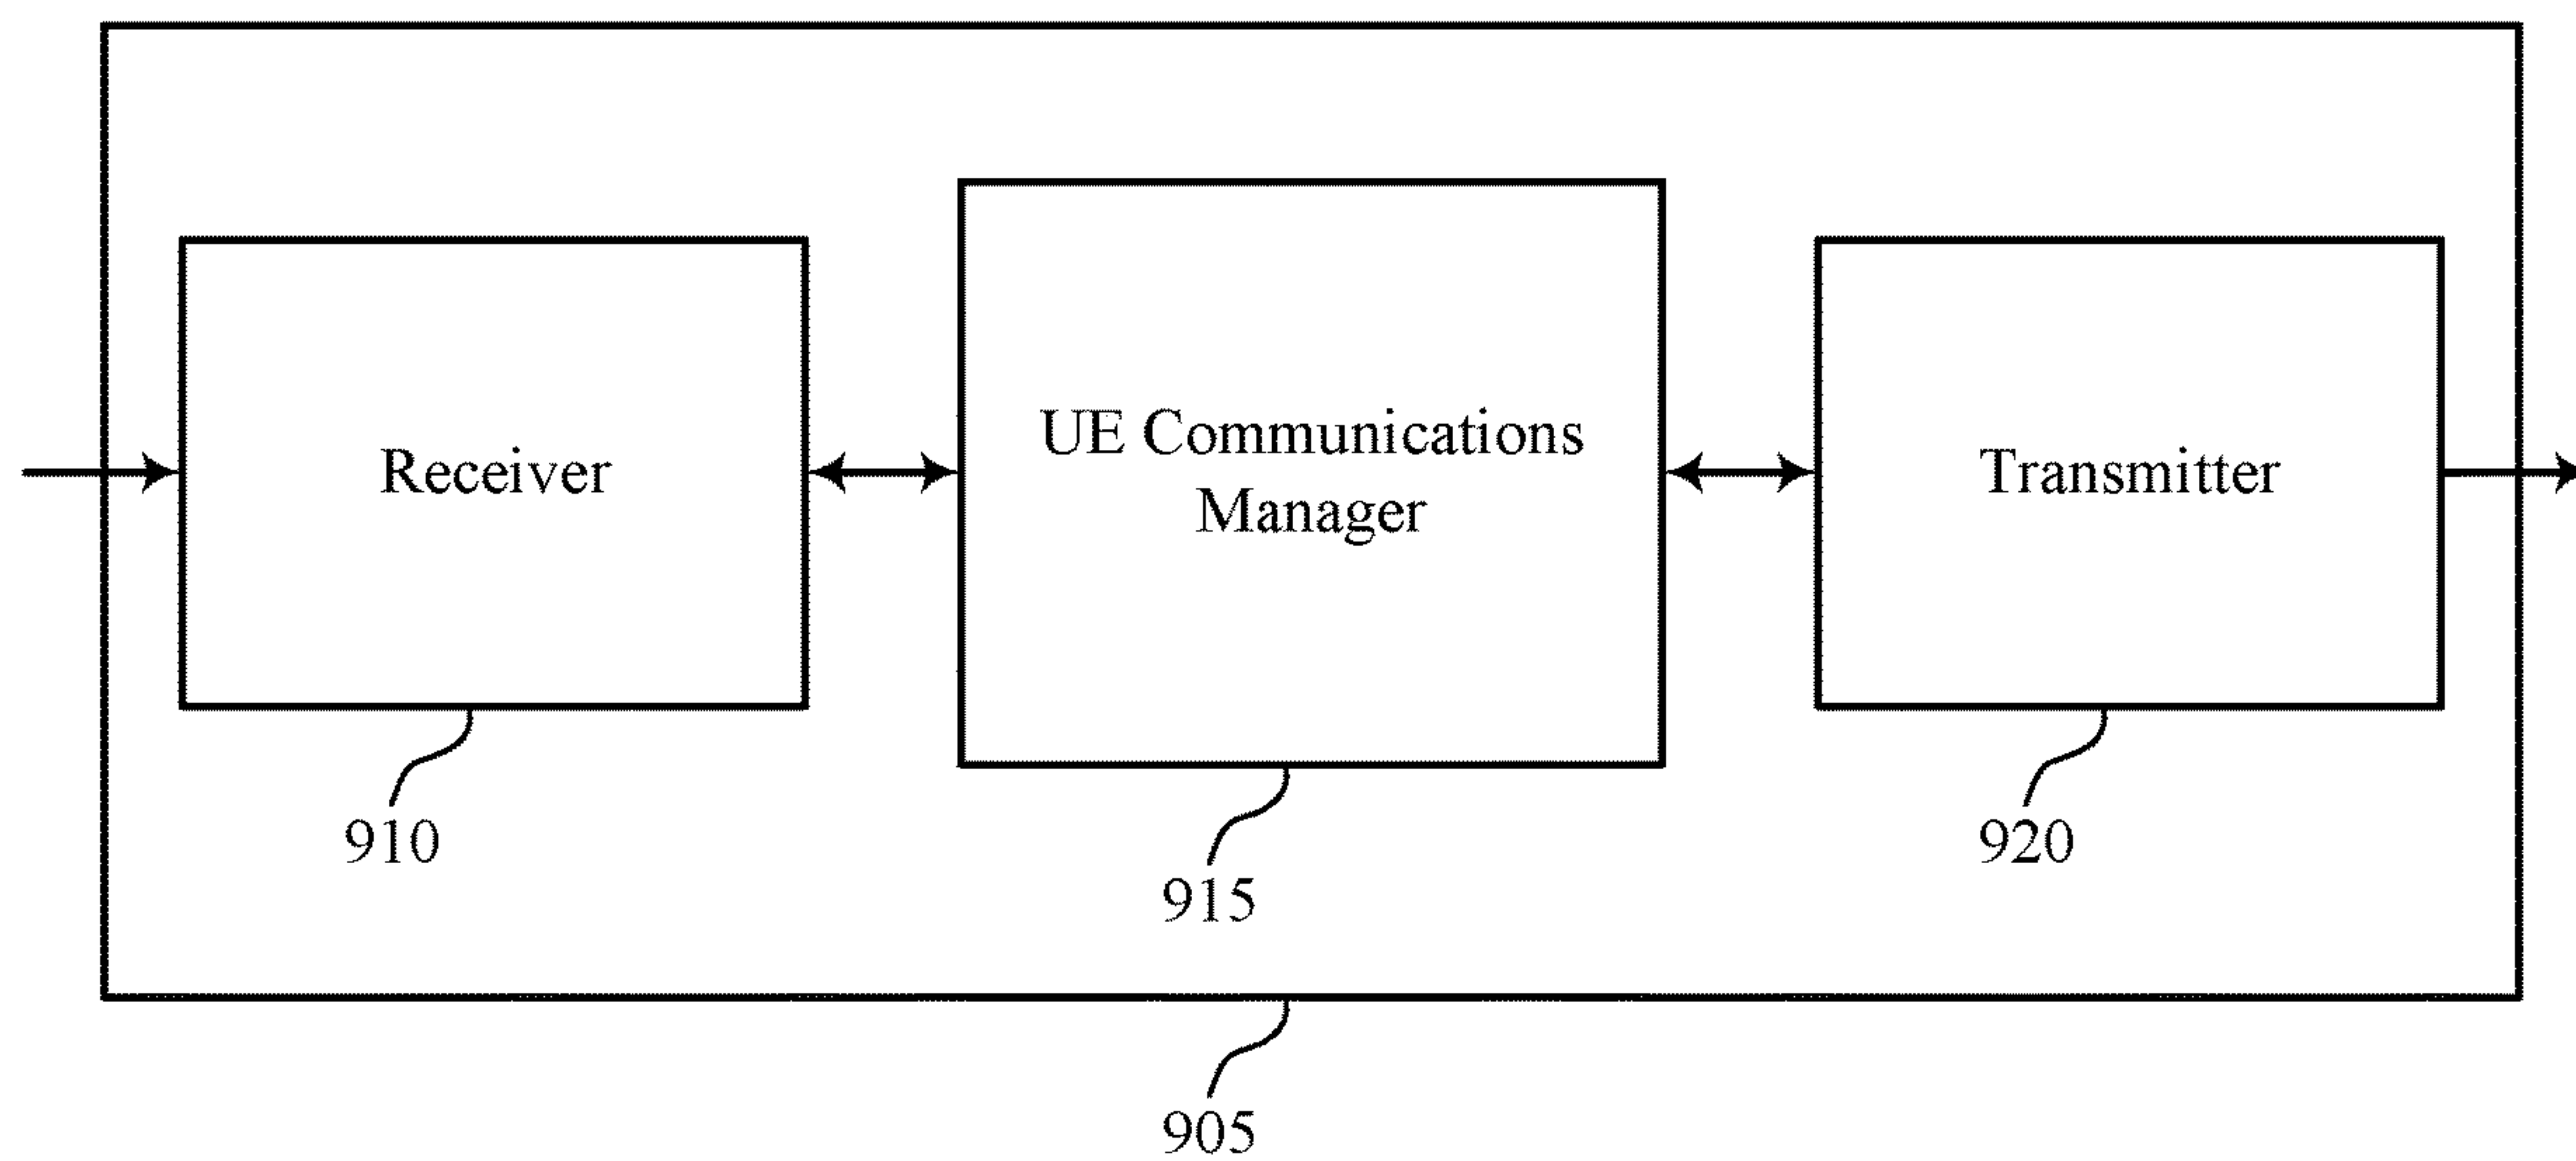 Receiver
UE Communications
Manager
Transmitter
910
915
920
905